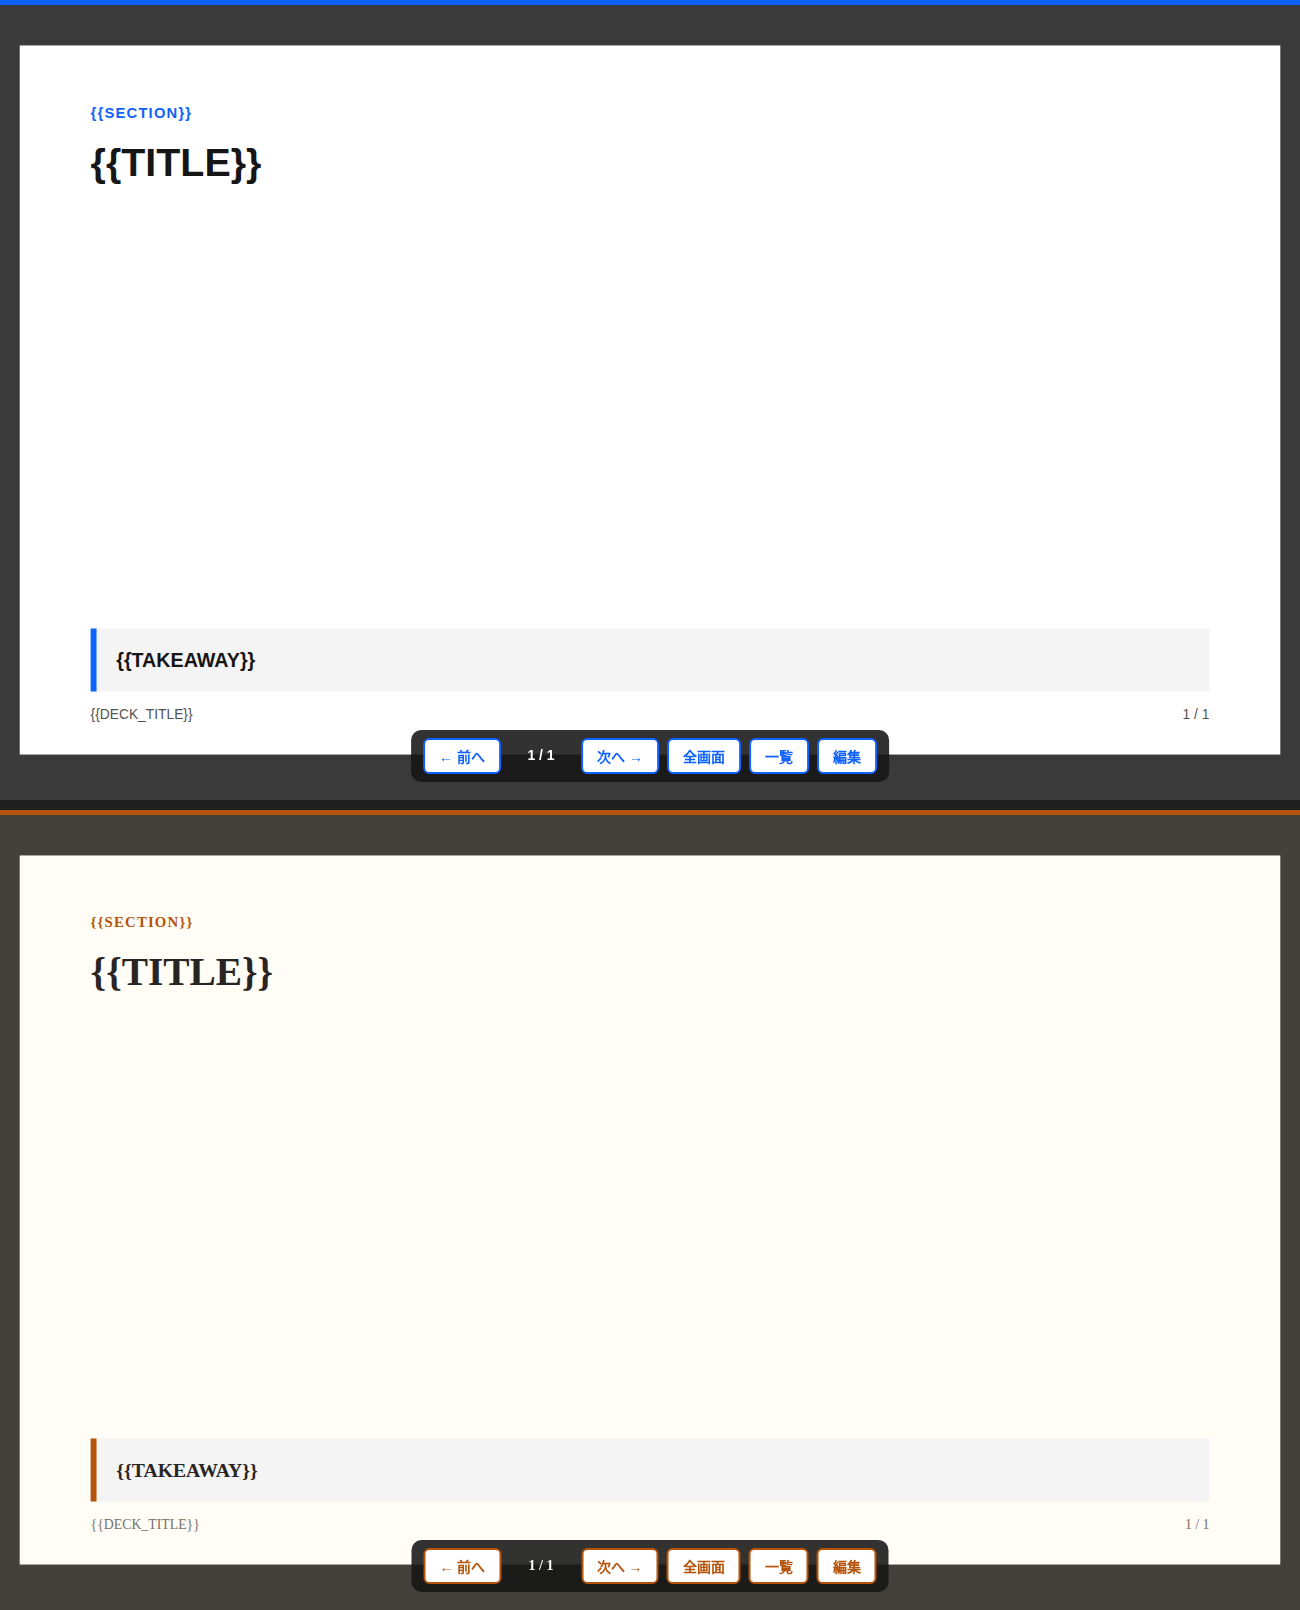 {{SECTION}}
{{TITLE}}
{{TAKEAWAY}}
{{DECK_TITLE}}
1 / 1
← 前へ
1 / 1
次へ →
全画面
一覧
編集
{{SECTION}}
{{TITLE}}
{{TAKEAWAY}}
{{DECK_TITLE}}
1 / 1
← 前へ
1 / 1
次へ →
全画面
一覧
編集